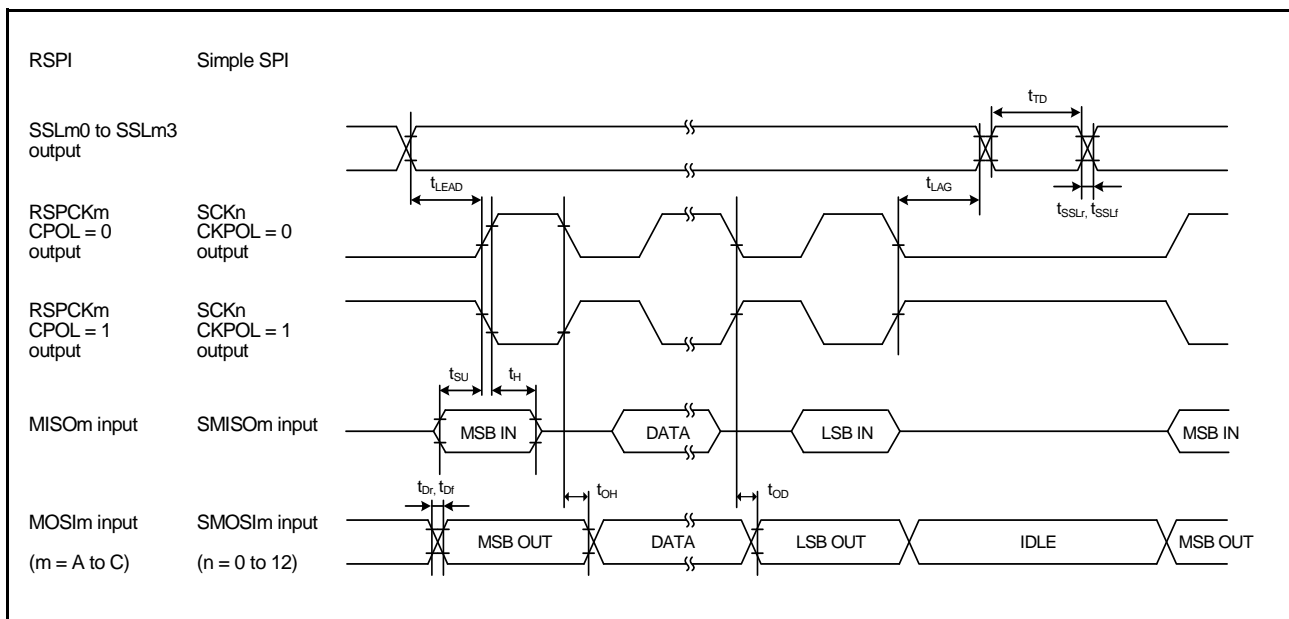 RSPI Simple SPI
tTD
SSLm0 to SSLm3
output
tLEAD tLAG
tSSLr, tSSLf
RSPCKm SCKn
CPOL = 0 CKPOL = 0
output output
RSPCKm SCKn
CPOL = 1 CKPOL = 1
output output
tSU tH
MISOm input SMISOm input MSB IN DATA LSB IN MSB IN
tDr, tDf tOH tOD
MOSIm input SMOSIm input MSB OUT DATA LSB OUT IDLE MSB OUT
(m = A to C) (n = 0 to 12)